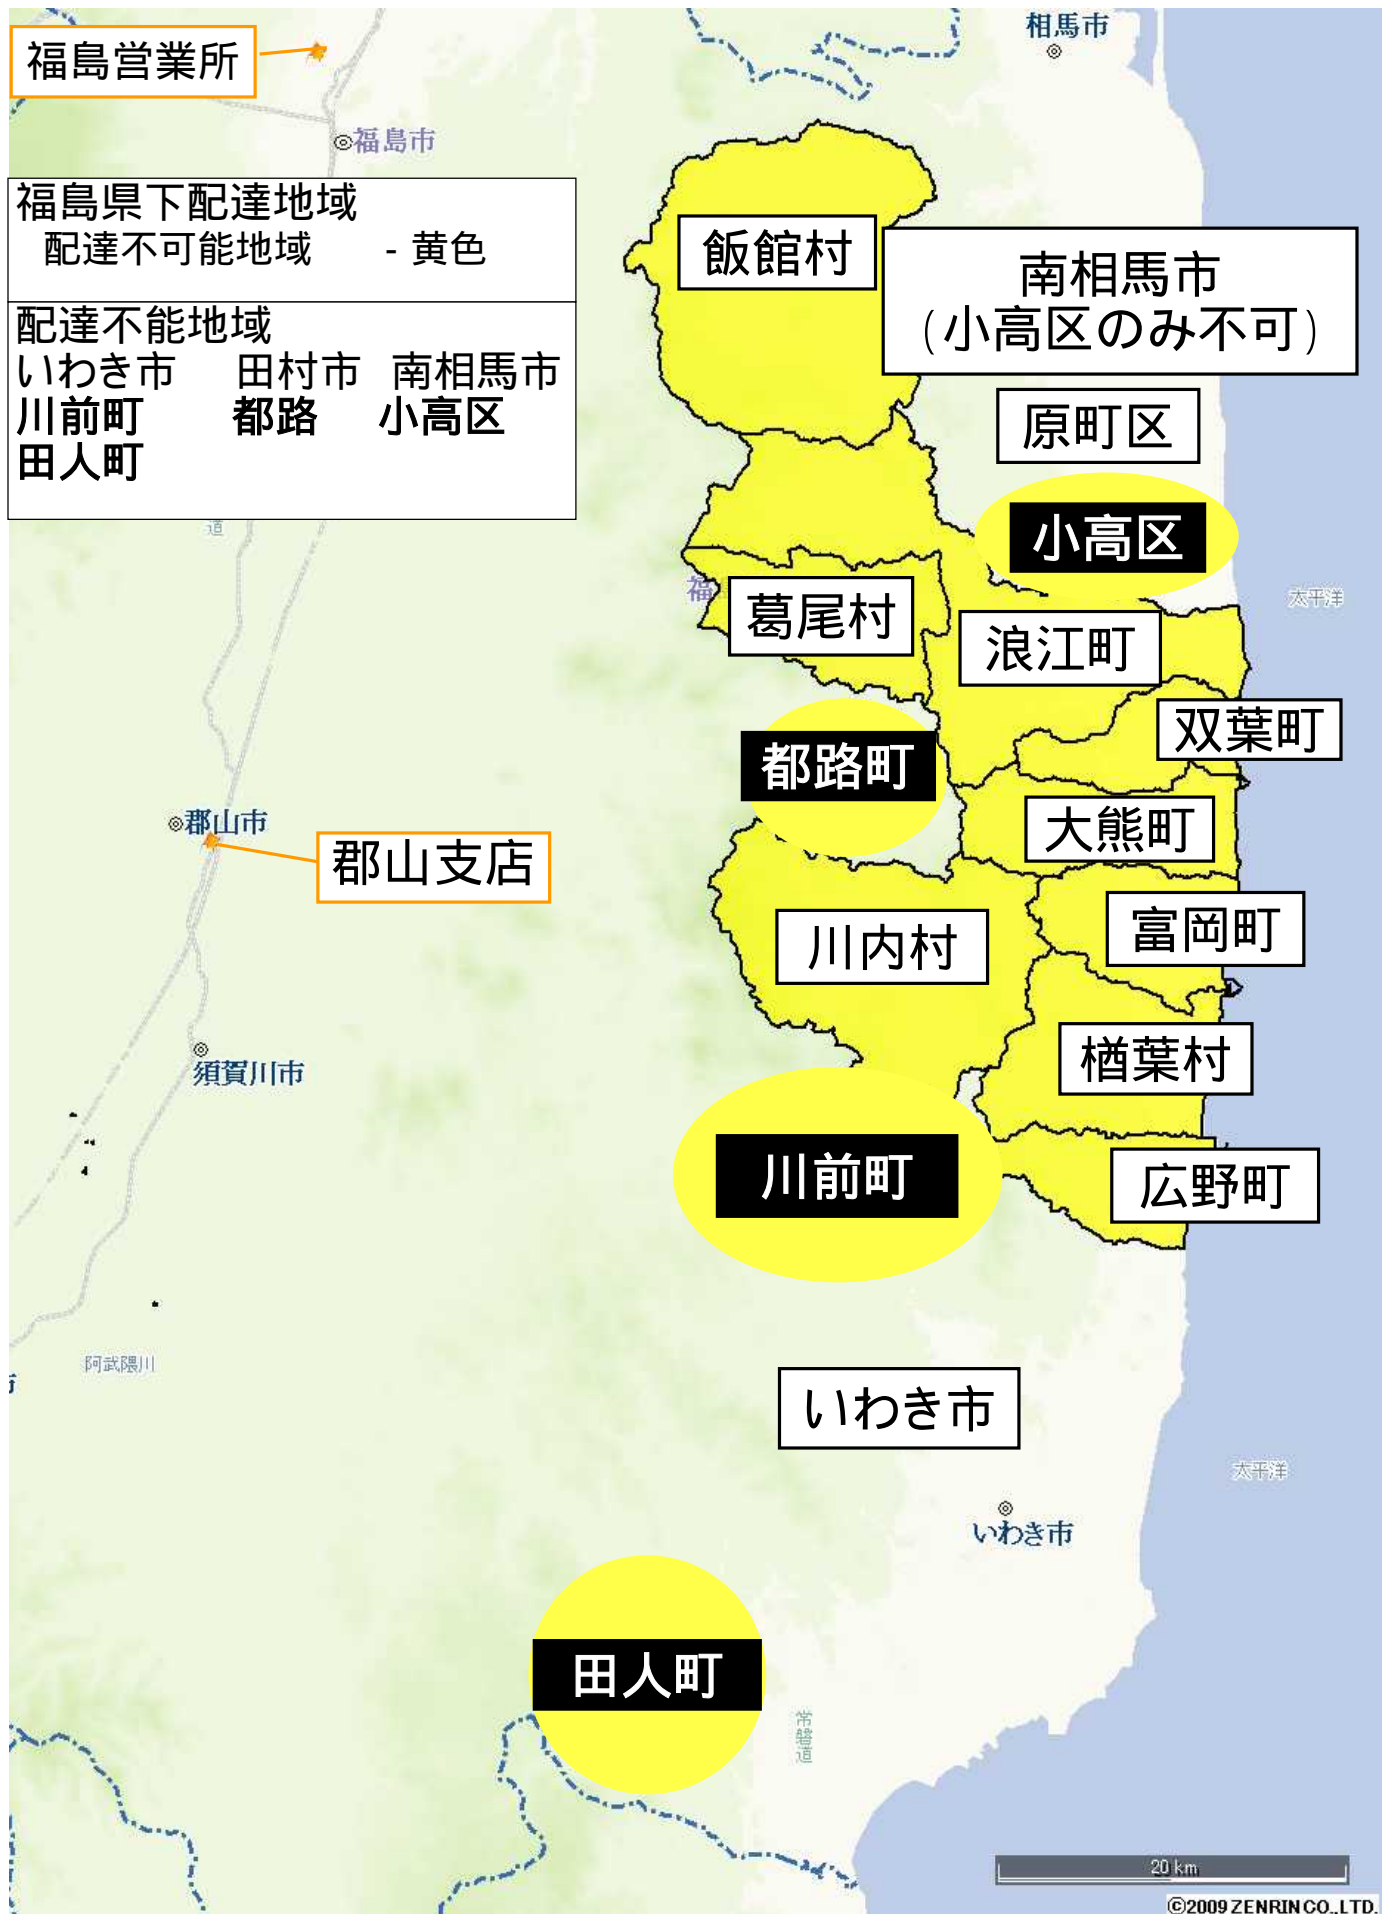 福島営業所
相馬市
福島市
福島県下配達地域
配達不可能地域 - 黄色
配達不能地域
いわき市 田村市 南相馬市
川前町 都路 小高区
田人町
飯館村
南相馬市
(小高区のみ不可)
原町区
小高区
道
福
葛尾村
太平洋
浪江町
双葉町
都路町
大熊町
郡山市
郡山支店
富岡町
川内村
楢葉村
須賀川市
川前町
広野町
阿武隈川
いわき市
太平洋
いわき市
田人町
常磐道
20 km
©2009 ZENRIN CO., LTD.